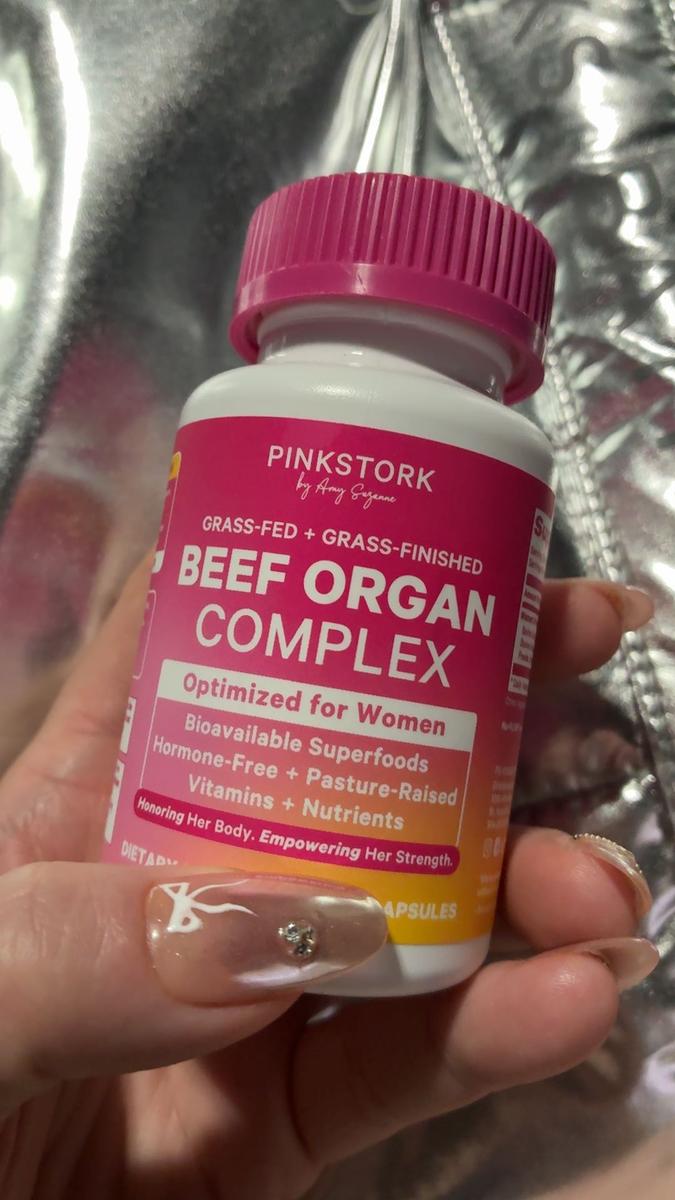 PINKSTORK
by Amy Suzanne
GRASS-FED + GRASS-FINISHED
BEEF ORGAN
COMPLEX
Optimized for Women
Bioavailable Superfoods
Hormone-Free + Pasture-Raised
Vitamins + Nutrients
Honoring Her Body. Empowering Her Strength.
DIETARY